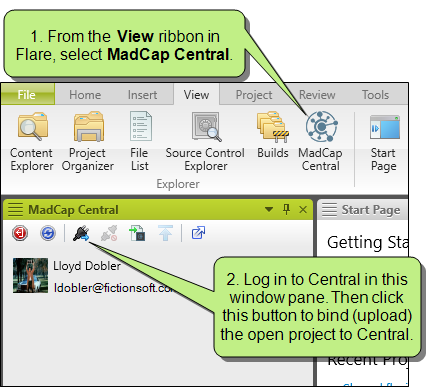 1. From the View ribbon in
Flare, select MadCap Central.
File Home Insert View Project Review Tools
Content Explorer
Project Organizer
File List
Source Control Explorer
Builds
MadCap Central
Start Page
Explorer
MadCap Central
Start Page
Lloyd Dobler
ldobler@fictionsoft.co
Getting Sta
2. Log in to Central in this
window pane. Then click
this button to bind (upload)
the open project to Central.
Recent Proj